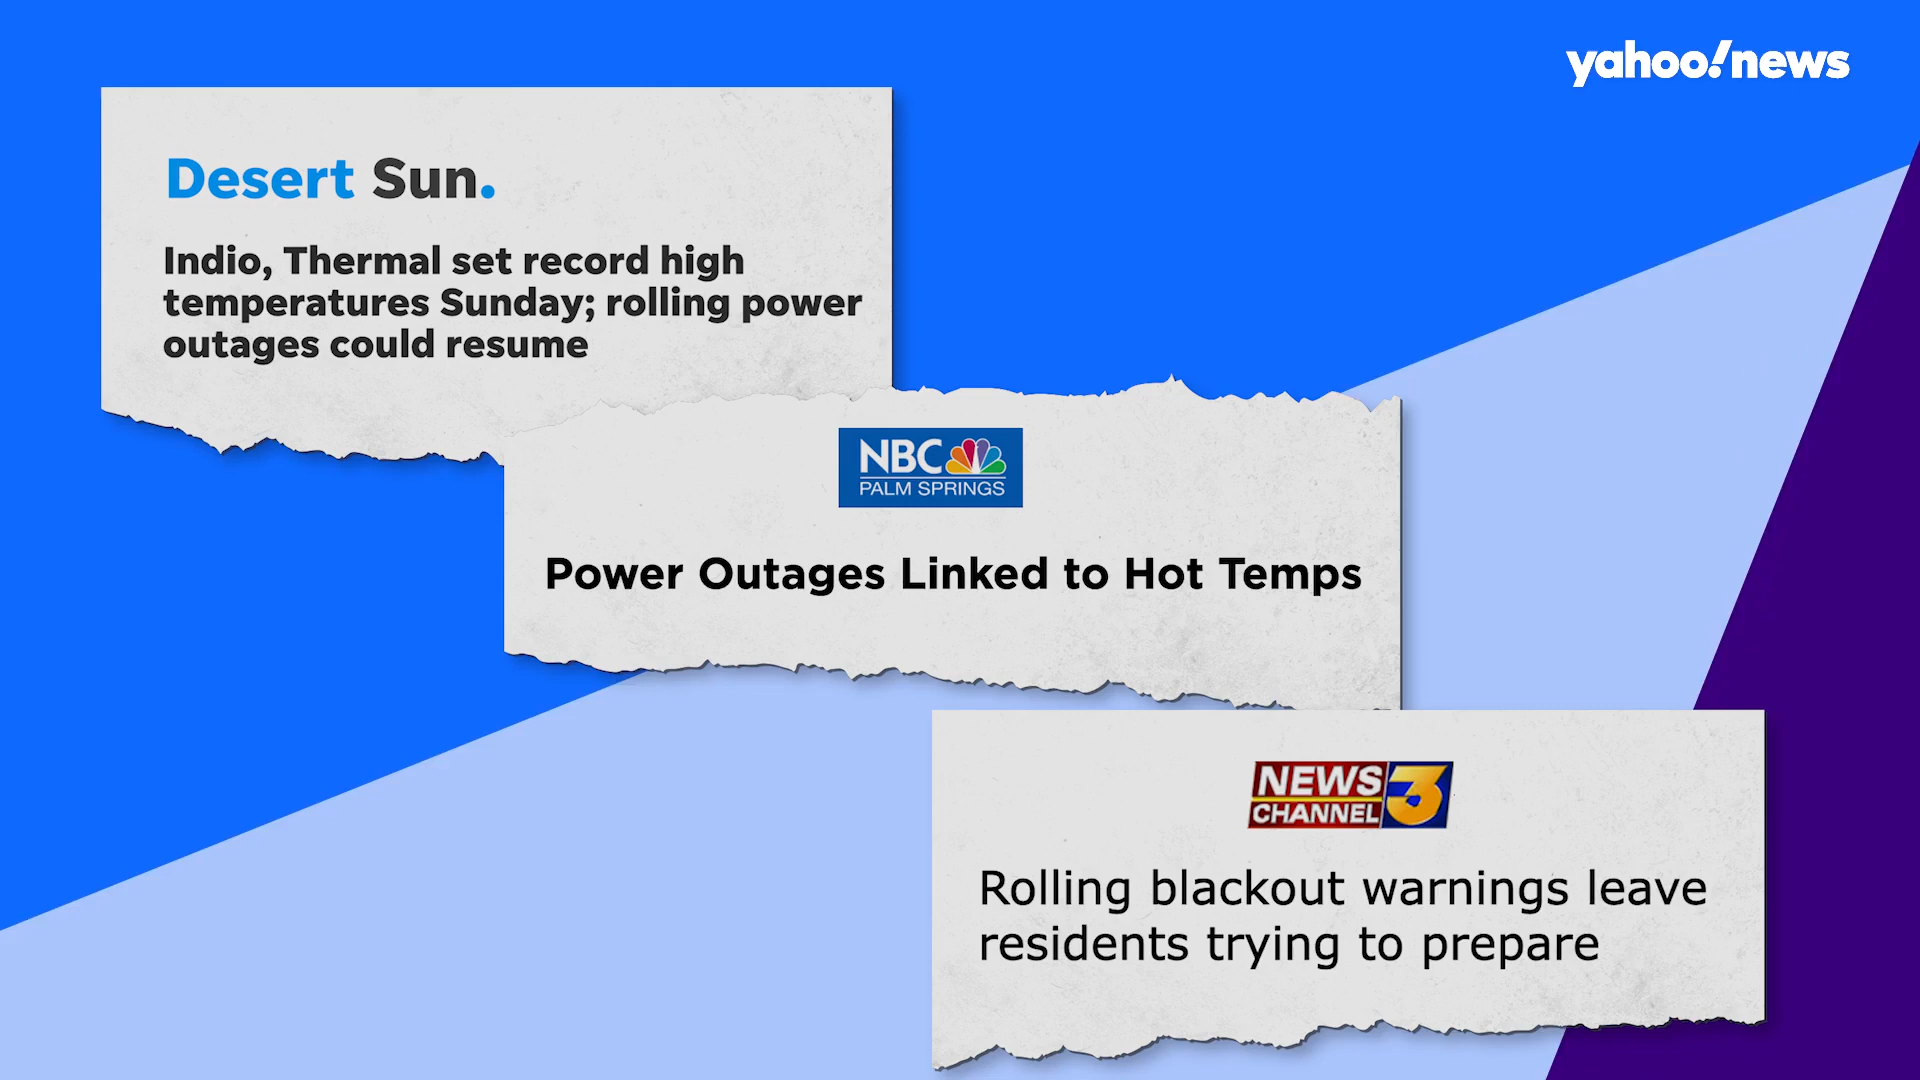 yahoo!news
Desert Sun.
Indio, Thermal set record high
temperatures Sunday; rolling power
outages could resume
NBC
PALM SPRINGS
Power Outages Linked to Hot Temps
NEWS
CHANNEL 3
Rolling blackout warnings leave
residents trying to prepare